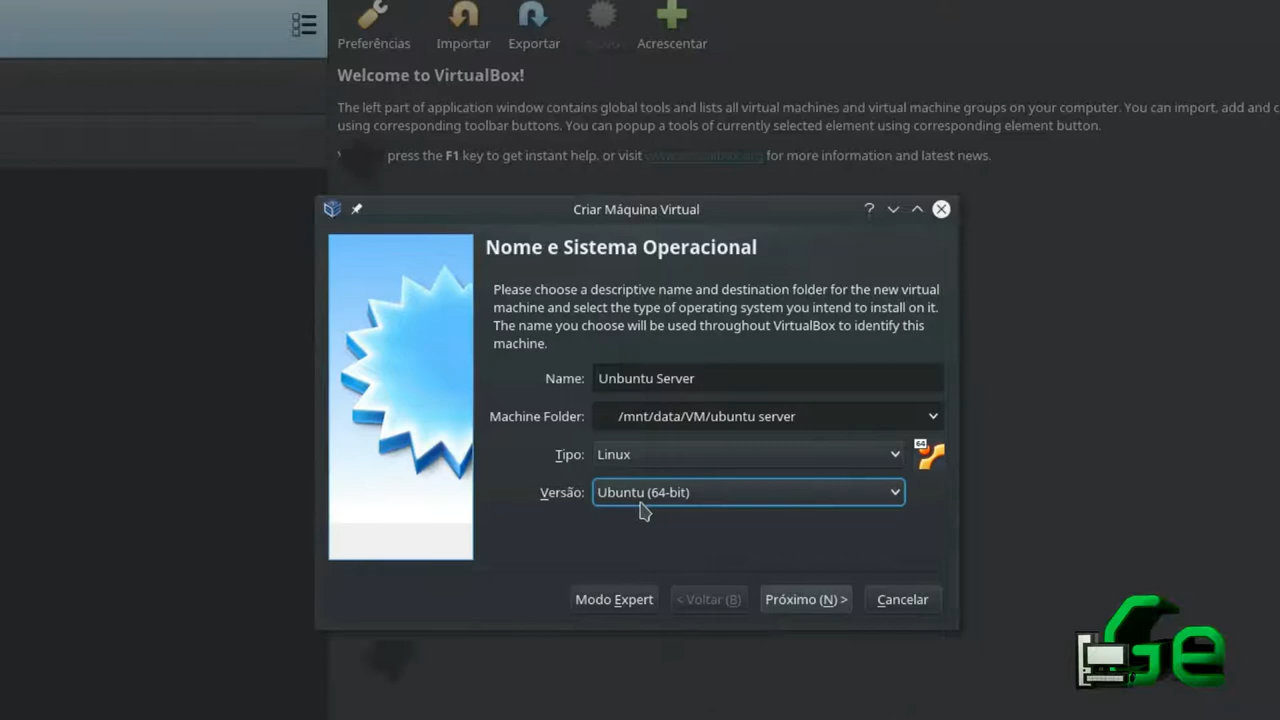 Preferências Importar Exportar Acrescentar
Welcome to VirtualBox!
The left part of application window contains global tools and lists all virtual machines and virtual machine groups on your computer. You can import, add and c
using corresponding toolbar buttons. You can popup a tools of currently selected element using corresponding element button.
press the F1 key to get instant help, or visit www.virtualbox.org for more information and latest news.
Criar Máquina Virtual
Nome e Sistema Operacional
Please choose a descriptive name and destination folder for the new virtual
machine and select the type of operating system you intend to install on it.
The name you choose will be used throughout VirtualBox to identify this
machine.
Name: Unbuntu Server
Machine Folder: /mnt/data/VM/ubuntu server
Tipo: Linux
64
Versão: Ubuntu (64-bit)
Modo Expert < Voltar (B) Próximo (N) > Cancelar
Ge